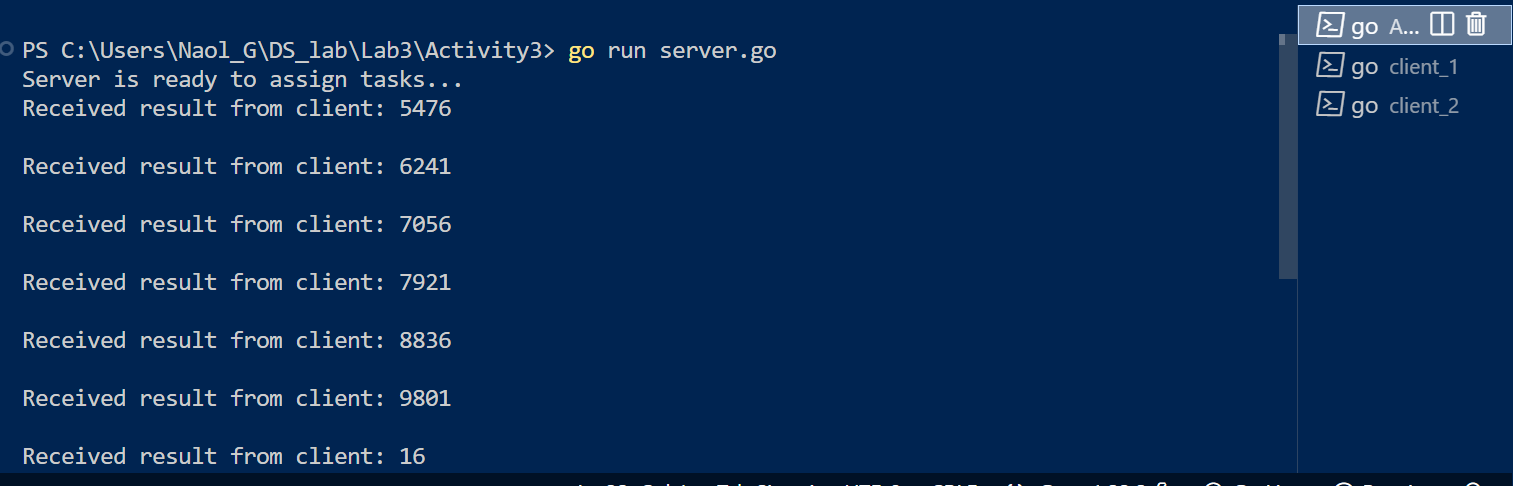 PS C:\Users\Naol_G\DS_lab\Lab3\Activity3> go run server.go
Server is ready to assign tasks...
Received result from client: 5476
Received result from client: 6241
Received result from client: 7056
Received result from client: 7921
Received result from client: 8836
Received result from client: 9801
Received result from client: 16
go A...
go client_1
go client_2